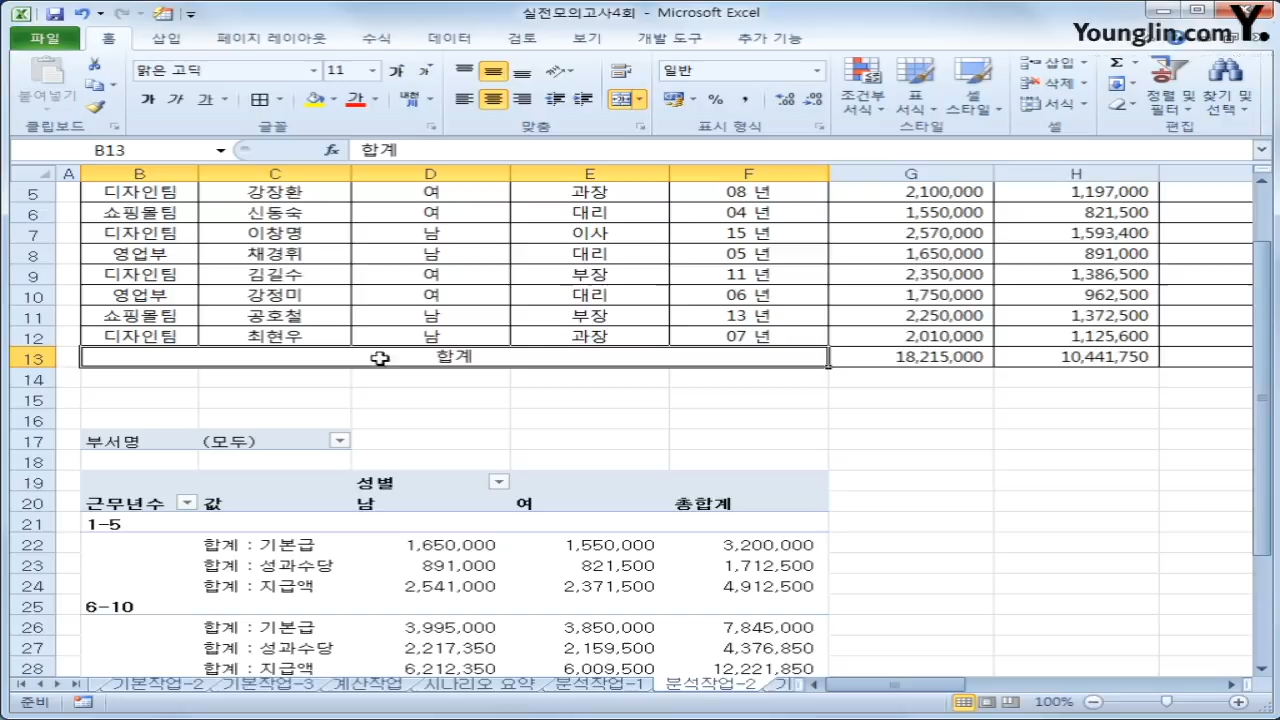 실전모의고사4회 - Microsoft Excel
Younglin.com Y.
파일 홈 삽입 페이지 레이아웃 수식 데이터 검토 보기 개발 도구 추가 기능
붙여넣기 맑은 고딕 11 가 가 일반 조건부 서식 표 서식 셀 스타일 삽입 삭제 서식 정렬 및 필터 찾기 및 선택
가 가 가 가 %
클립보드 글꼴 맞춤 표시 형식 스타일 셀 편집
B13 fx 합계
A B C D E F G H
5 디자인팀 강장환 여 과장 08 년 2,100,000 1,197,000
6 쇼핑몰팀 신동숙 여 대리 04 년 1,550,000 821,500
7 디자인팀 이창명 남 이사 15 년 2,570,000 1,593,400
8 영업부 채경휘 남 대리 05 년 1,650,000 891,000
9 디자인팀 김길수 여 부장 11 년 2,350,000 1,386,500
10 영업부 강정미 여 대리 06 년 1,750,000 962,500
11 쇼핑몰팀 공호철 남 부장 13 년 2,250,000 1,372,500
12 디자인팀 최현우 남 과장 07 년 2,010,000 1,125,600
13 합계 18,215,000 10,441,750
14
15
16
17 부서명 (모두)
18
19 성별
20 근무년수 값 남 여 총합계
21 1-5
22 합계 : 기본급 1,650,000 1,550,000 3,200,000
23 합계 : 성과수당 891,000 821,500 1,712,500
24 합계 : 지급액 2,541,000 2,371,500 4,912,500
25 6-10
26 합계 : 기본급 3,995,000 3,850,000 7,845,000
27 합계 : 성과수당 2,217,350 2,159,500 4,376,850
28 합계 : 지급액 6,212,350 6,009,500 12,221,850
기본작업-2 기본작업-3 계산작업 시나리오 요약 분석작업-1 분석작업-2 기
준비 100%